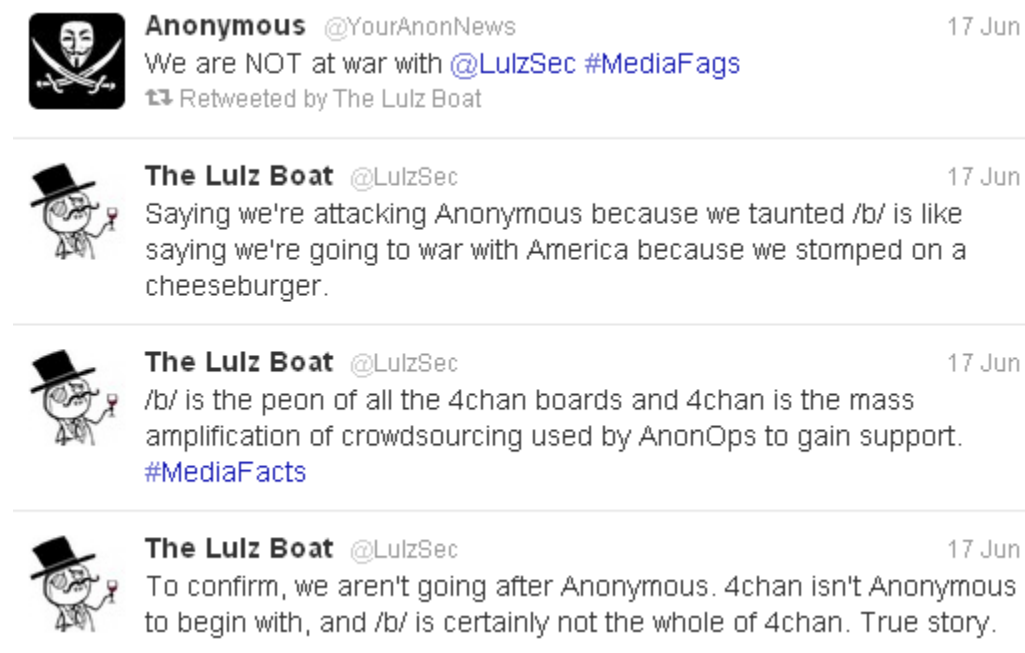 Anonymous @YourAnonNews 17 Jun
We are NOT at war with @LulzSec #MediaFags
Retweeted by The Lulz Boat
The Lulz Boat @LulzSec 17 Jun
Saying we're attacking Anonymous because we taunted /b/ is like
saying we're going to war with America because we stomped on a
cheeseburger.
The Lulz Boat @LulzSec 17 Jun
/b/ is the peon of all the 4chan boards and 4chan is the mass
amplification of crowdsourcing used by AnonOps to gain support.
#MediaFacts
The Lulz Boat @LulzSec 17 Jun
To confirm, we aren't going after Anonymous. 4chan isn't Anonymous
to begin with, and /b/ is certainly not the whole of 4chan. True story.